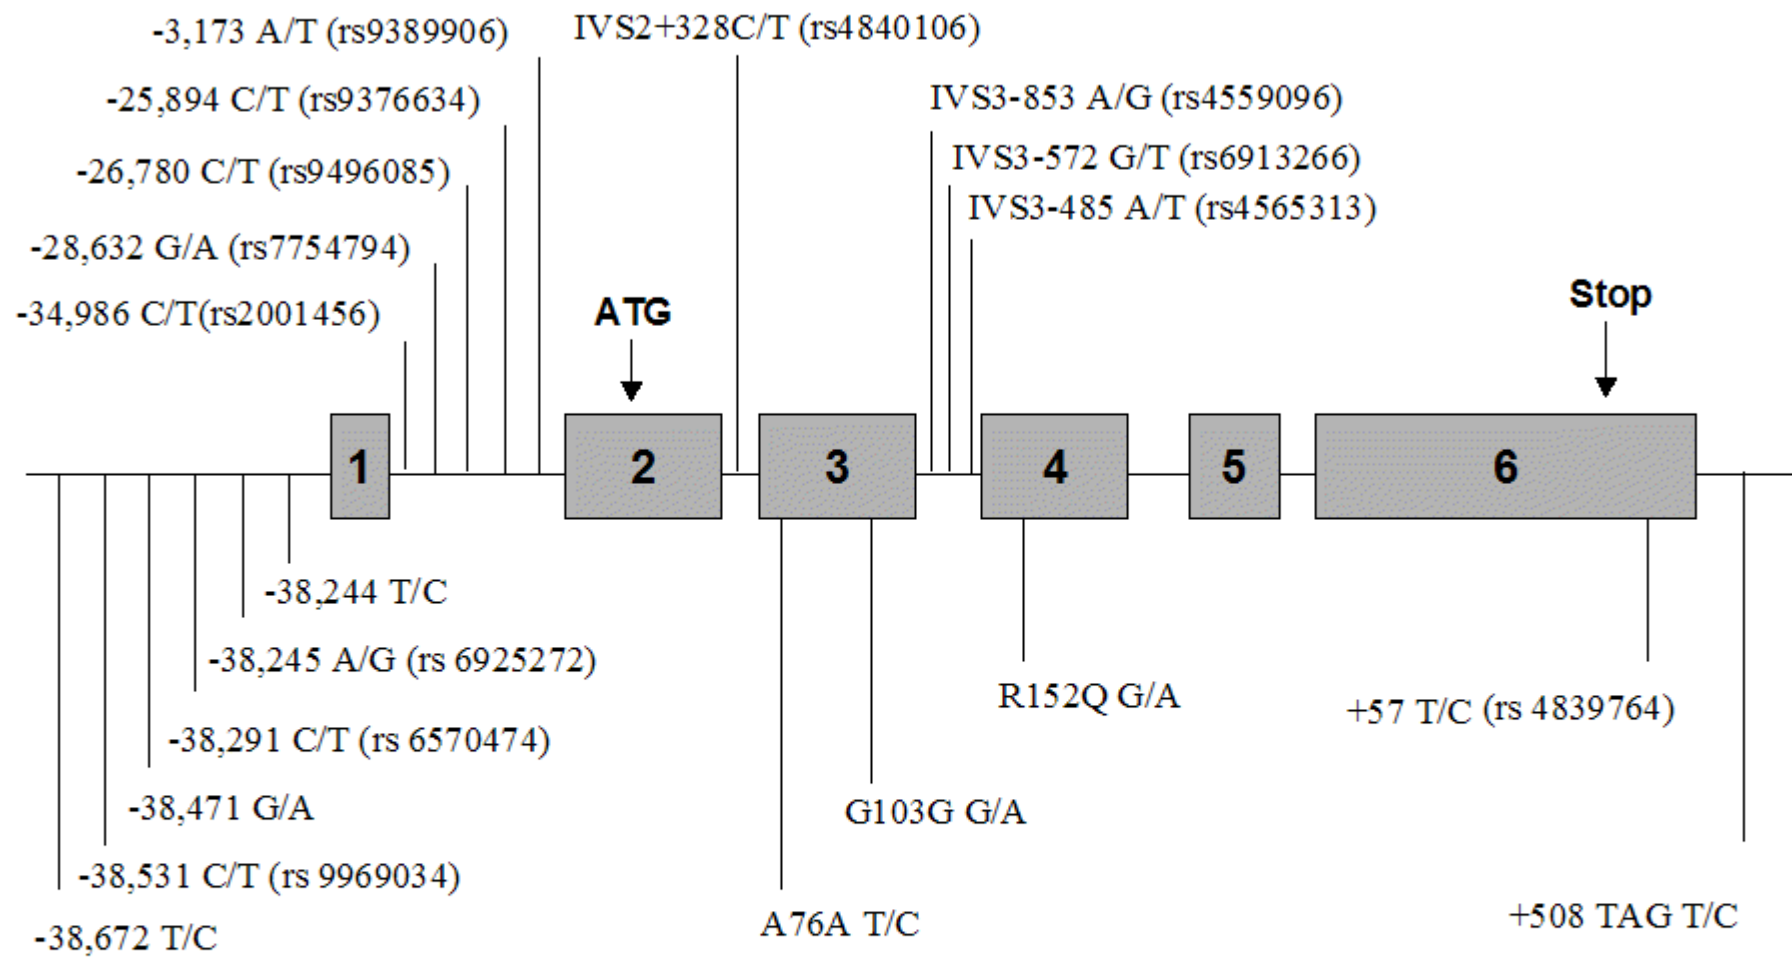 -3,173 A/T (rs9389906)
IVS2+328C/T (rs4840106)
-25,894 C/T (rs9376634)
IVS3-853 A/G (rs4559096)
-26,780 C/T (rs9496085)
IVS3-572 G/T (rs6913266)
IVS3-485 A/T (rs4565313)
-28,632 G/A (rs7754794)
-34,986 C/T(rs2001456)
ATG
Stop
1
2
3
4
5
6
-38,244 T/C
-38,245 A/G (rs 6925272)
R152Q G/A
+57 T/C (rs 4839764)
-38,291 C/T (rs 6570474)
-38,471 G/A
G103G G/A
-38,531 C/T (rs 9969034)
-38,672 T/C
A76A T/C
+508 TAG T/C